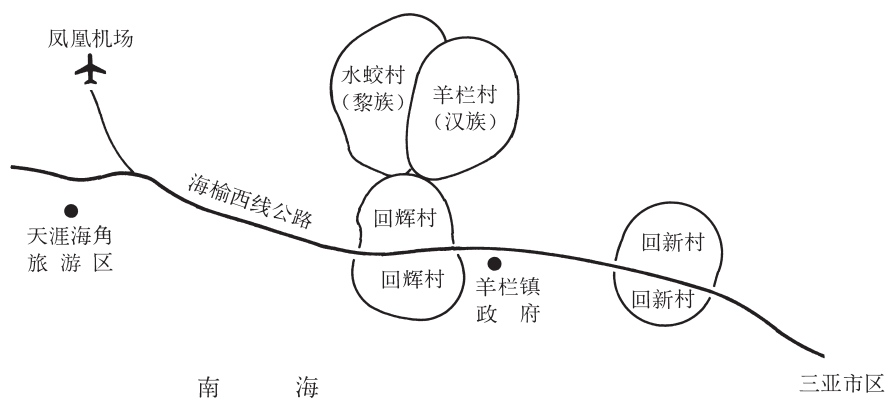 凤凰机场
水蛟村
（黎族）
羊栏村
（汉族）
海榆西线公路
天涯海角
旅游区
回辉村
回辉村
羊栏镇
政府
回新村
回新村
三亚市区
南海